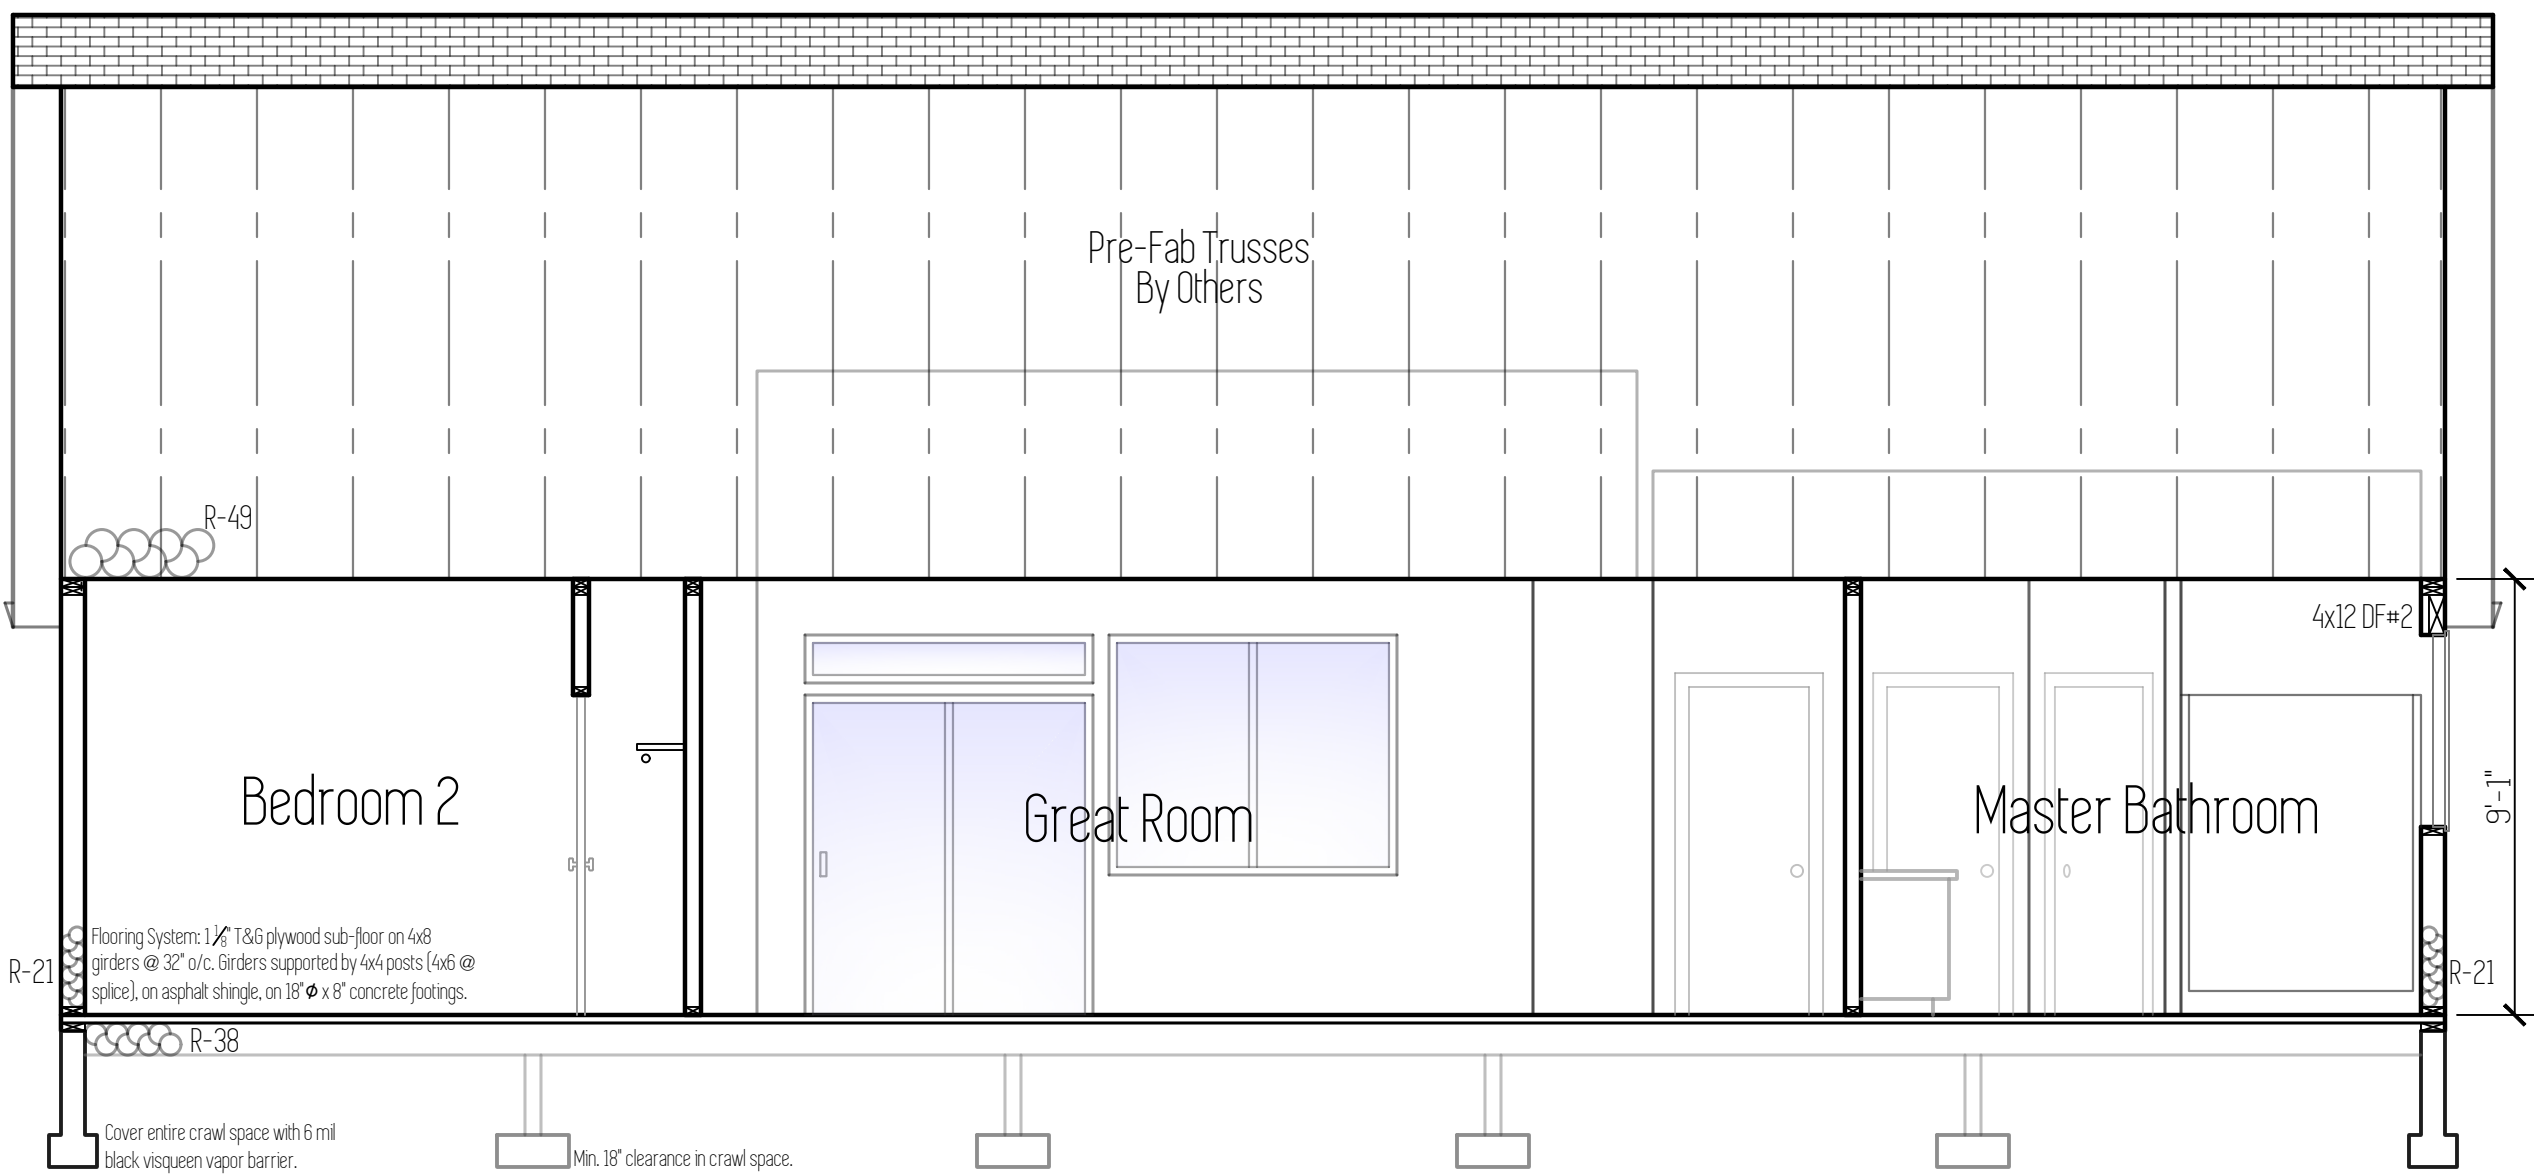 Pre-Fab Trusses
By Others
R-49
4x12 DF#2
Bedroom 2
Great Room
Master Bathroom
9'-1"
Flooring System: 1 1/8" T&G plywood sub-floor on 4x8
girders @ 32" o/c. Girders supported by 4x4 posts (4x6 @
splice), on asphalt shingle, on 18"ø x 8" concrete footings.
R-21
R-21
R-38
Cover entire crawl space with 6 mil
black visqueen vapor barrier.
Min. 18" clearance in crawl space.